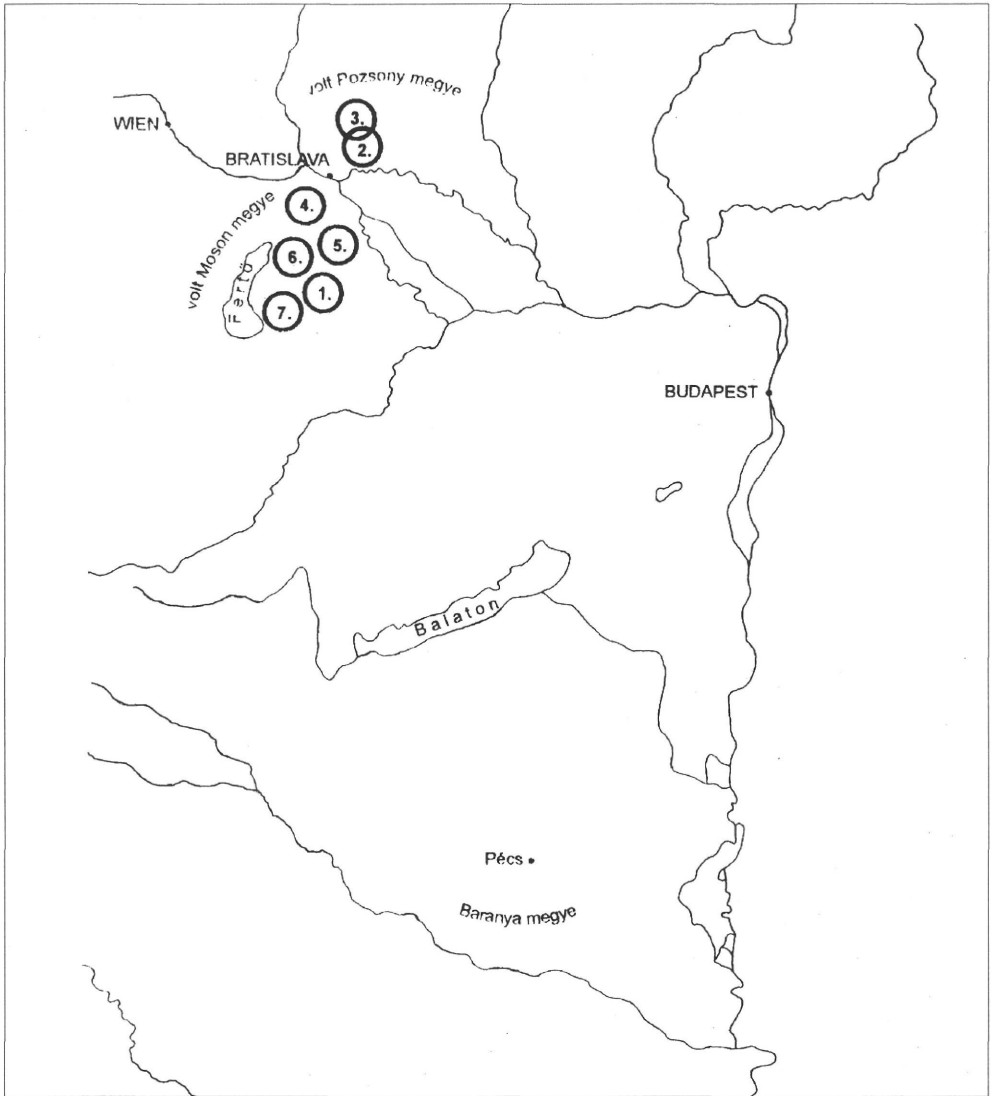 volt Pozsony megye
3.
WIEN
2.
BRATISLAVA
4.
volt Moson megye
5.
6.
Fertő
1.
7.
BUDAPEST
Balaton
Pécs
Baranya megye